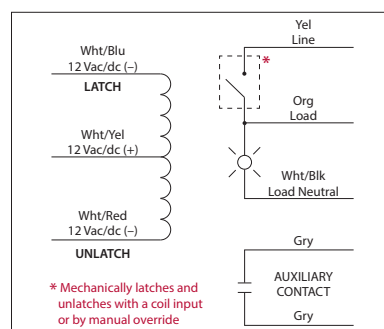 Wht/Blu
12 Vac/dc (–)
LATCH
Wht/Yel
12 Vac/dc (+)
Wht/Red
12 Vac/dc (–)
UNLATCH
* Mechanically latches and
unlatches with a coil input
or by manual override
Yel
Line
*
Org
Load
Wht/Blk
Load Neutral
Gry
AUXILIARY
CONTACT
Gry